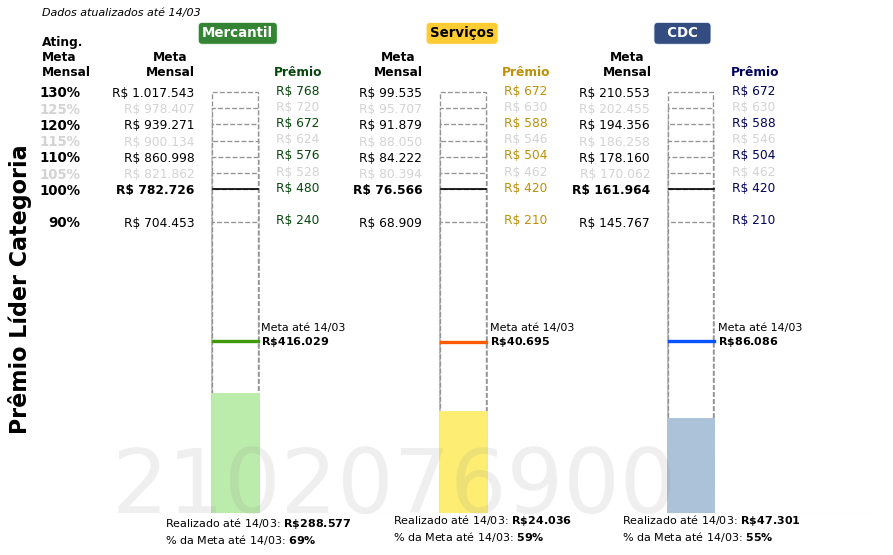 Dados atualizados até 14/03
Mercantil Serviços CDC
Ating. Meta Mensal
Meta Mensal Prêmio Meta Mensal Prêmio Meta Mensal Prêmio
130% R$ 1.017.543 R$ 768 R$ 99.535 R$ 672 R$ 210.553 R$ 672
125% R$ 978.407 R$ 720 R$ 95.707 R$ 630 R$ 202.455 R$ 630
120% R$ 939.271 R$ 672 R$ 91.879 R$ 588 R$ 194.356 R$ 588
115% R$ 900.134 R$ 624 R$ 88.050 R$ 546 R$ 186.258 R$ 546
110% R$ 860.998 R$ 576 R$ 84.222 R$ 504 R$ 178.160 R$ 504
105% R$ 821.862 R$ 528 R$ 80.394 R$ 462 R$ 170.062 R$ 462
100% R$ 782.726 R$ 480 R$ 76.566 R$ 420 R$ 161.964 R$ 420
90% R$ 704.453 R$ 240 R$ 68.909 R$ 210 R$ 145.767 R$ 210
Prêmio Líder Categoria
Meta até 14/03 Meta até 14/03 Meta até 14/03
R$416.029 R$40.695 R$86.086
2102076900
Realizado até 14/03: R$288.577 Realizado até 14/03: R$24.036 Realizado até 14/03: R$47.301
% da Meta até 14/03: 69% % da Meta até 14/03: 59% % da Meta até 14/03: 55%